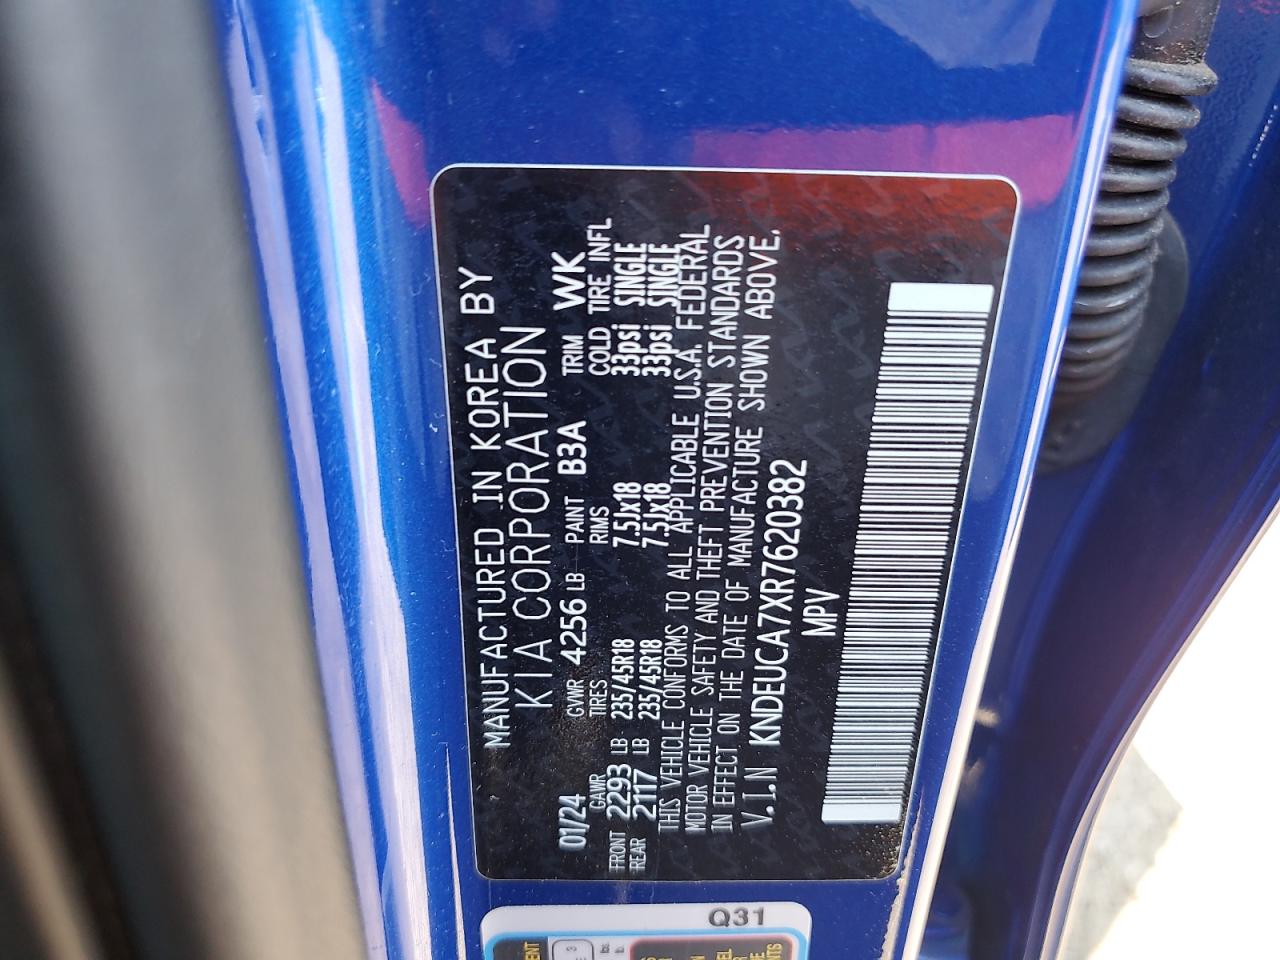 MANUFACTURED IN KOREA BY
KIA CORPORATION
01/24 GVWR 4256 LB PAINT B3A TRIM WK
GAWR TIRES RIMS COLD TIRE INFL
FRONT 2293 LB 235/45R18 7.5Jx18 33psi SINGLE
REAR 2117 LB 235/45R18 7.5Jx18 33psi SINGLE
THIS VEHICLE CONFORMS TO ALL APPLICABLE U.S.A. FEDERAL
MOTOR VEHICLE SAFETY AND THEFT PREVENTION STANDARDS
IN EFFECT ON THE DATE OF MANUFACTURE SHOWN ABOVE.
V.I.N KNDEUCA7XR7620382
MPV
Q31